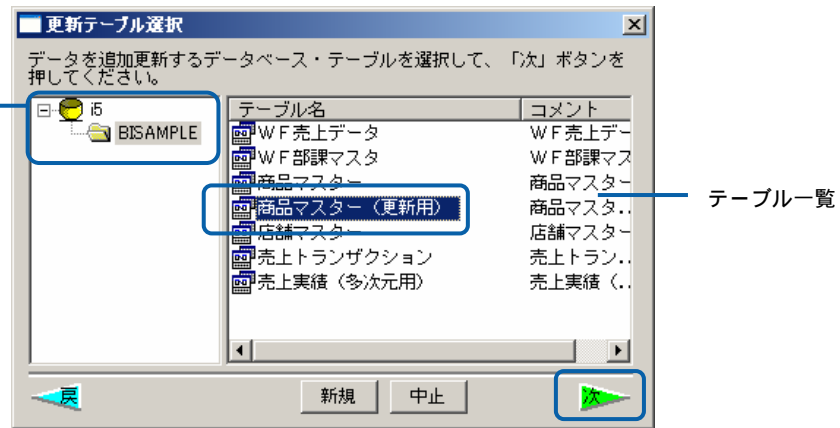 更新テーブル選択
データを追加更新するデータベース・テーブルを選択して、「次」ボタンを
押してください。
i5
BISAMPLE
テーブル名 コメント
WF売上データ WF売上デー
WF部課マスタ WF部課マス
商品マスター 商品マスター
商品マスター（更新用） 商品マスタ..
店舗マスター 店舗マスター
売上トランザクション 売上トラン..
売上実績（多次元用） 売上実績（..
テーブル一覧
戻 新規 中止 次